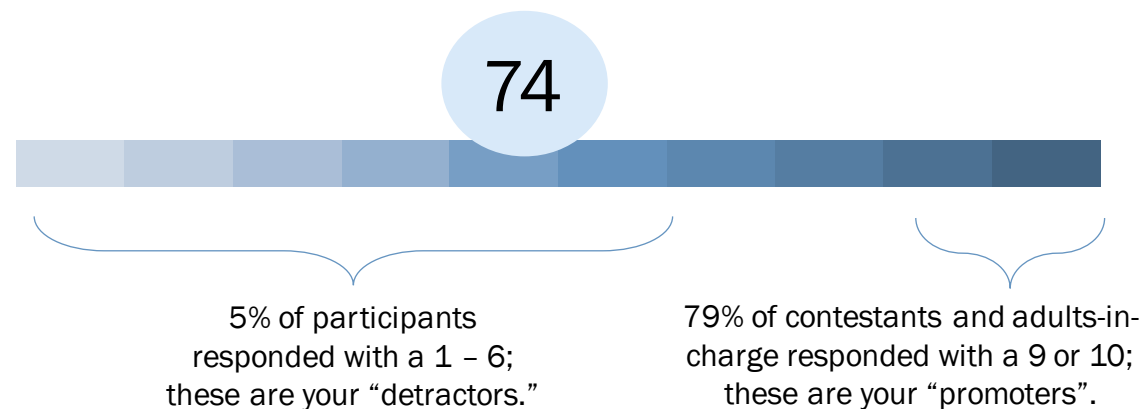 74
5% of participants
responded with a 1 – 6;
these are your “detractors.”
79% of contestants and adults-in-
charge responded with a 9 or 10;
these are your “promoters”.